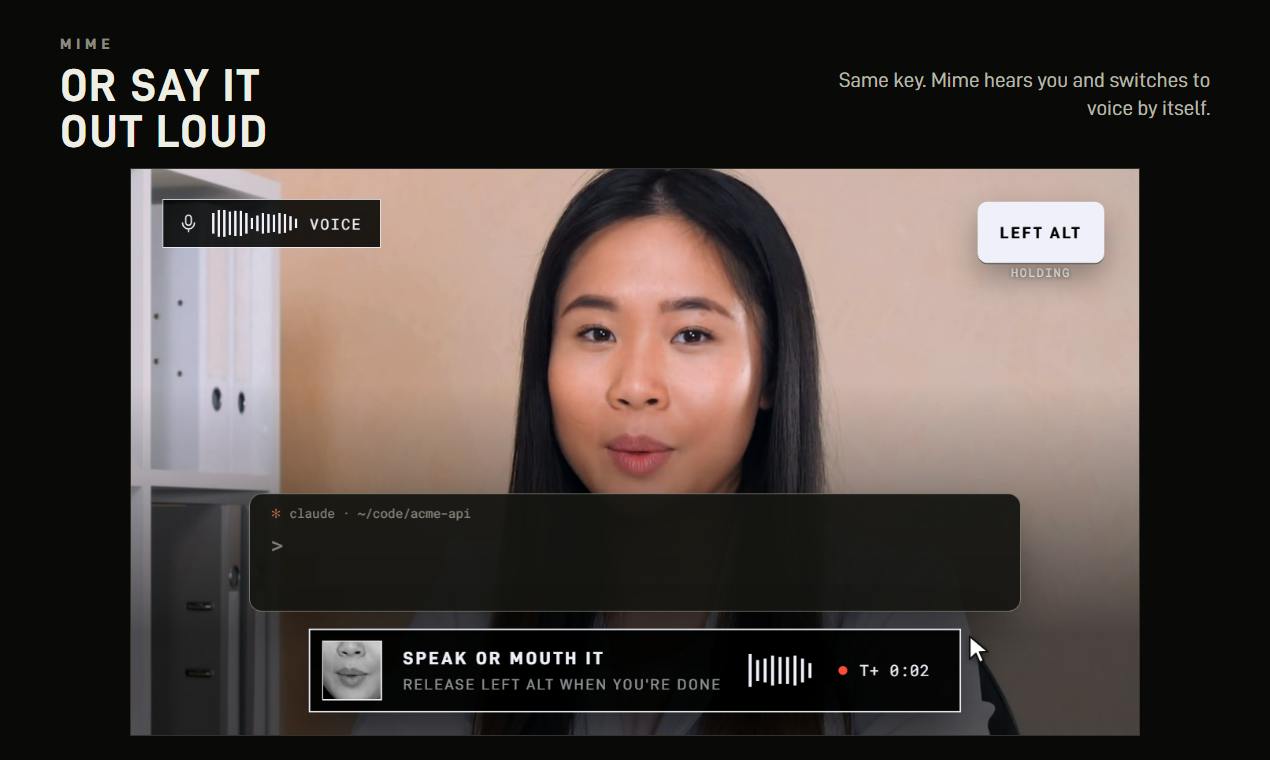 MIME
OR SAY IT
OUT LOUD
Same key. Mime hears you and switches to
voice by itself.
VOICE
LEFT ALT
HOLDING
✻ claude · ~/code/acme-api
>
SPEAK OR MOUTH IT
RELEASE LEFT ALT WHEN YOU'RE DONE
T+ 0:02